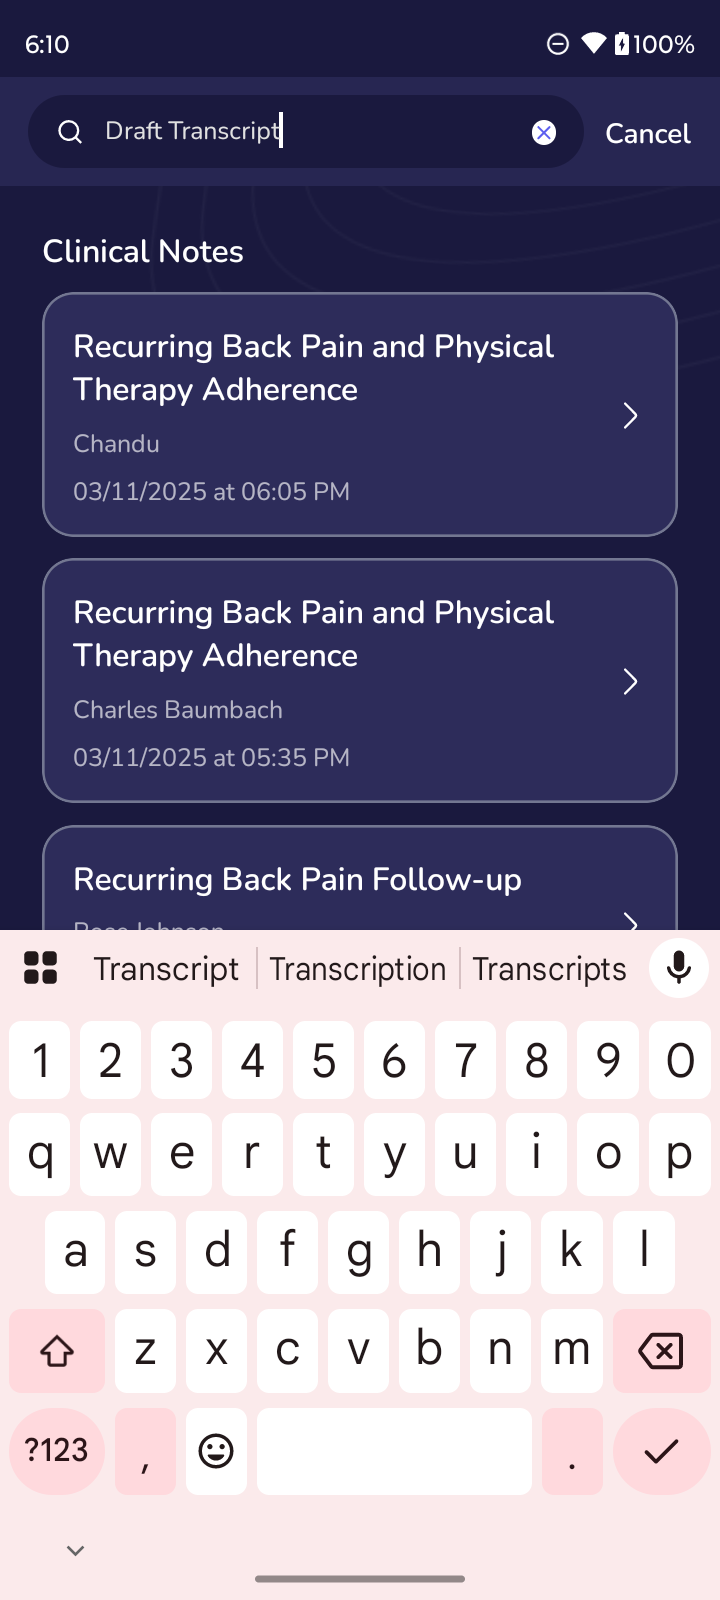 6:10
100%
Draft Transcript
Cancel
Clinical Notes
Recurring Back Pain and Physical
Therapy Adherence
Chandu
03/11/2025 at 06:05 PM
Recurring Back Pain and Physical
Therapy Adherence
Charles Baumbach
03/11/2025 at 05:35 PM
Recurring Back Pain Follow-up
Transcript Transcription Transcripts
1 2 3 4 5 6 7 8 9 0
q w e r t y u i o p
a s d f g h j k l
z x c v b n m
?123 , .